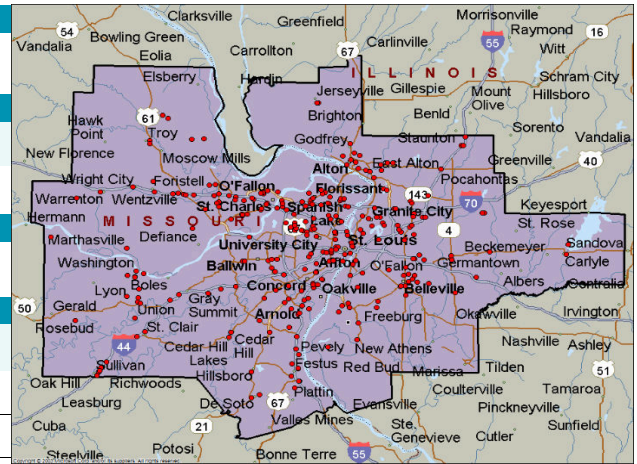 Clarksville
Greenfield
Morrisonville
54
Bowling Green
Raymond
16
Vandalia
Eolia
Carrollton
67
Carlinville
55
Witt
Elsberry
Hardin
ILLINOIS
Schram City
Jerseyville
Gillespie
Mount
Olive
Hillsboro
Hawk
Point
61
Troy
Brighton
Benld
Sorento
Godfrey
Staunton
Vandalia
New Florence
Moscow Mills
Alton
East Alton
Greenville
40
Wright City
Foristell
O'Fallon
Florissant
Pocahontas
Warrenton
Wentzville
St. Charles
Spanish
Lake
143
Granite City
70
Keyesport
Hermann
MISSOU
St. Rose
Marthasville
Defiance
University City
St. Louis
4
Beckemeyer
Sandova
Washington
Ballwin
Afton
O'Fallon
Germantown
Carlyle
Boles
Lyon
Concord
Oakville
Belleville
Albers
Centralia
50
Gerald
Union
Gray
Summit
Arnold
Freeburg
Okawville
Irvington
Rosebud
St. Clair
44
Cedar Hill
Lakes
Cedar
Hill
Pevely
New Athens
Nashville
Ashley
Sullivan
Hillsboro
Festus
Red Bud
Marissa
Tilden
51
Oak Hill
Richwoods
Plattin
Coulterville
Tamaroa
Leasburg
De Soto
67
Evansville
Pinckneyville
Cuba
21
Valles Mines
Ste.
Genevieve
Cutler
Sunfield
Steelville
Potosi
Bonne Terre
55